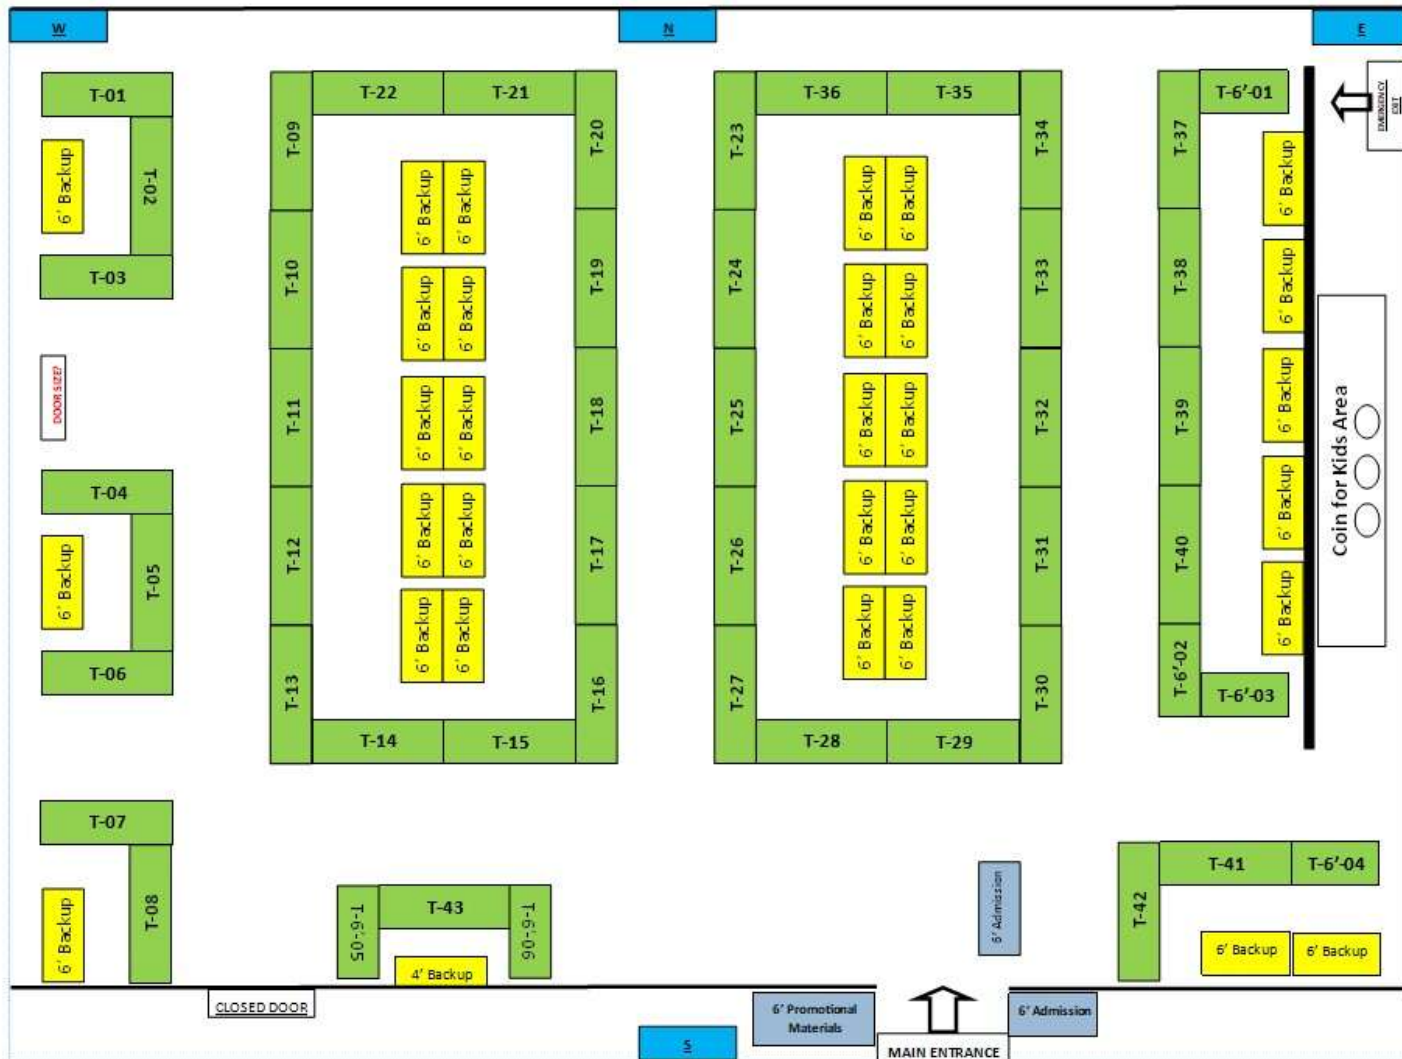 W
N
E
T-01
T-22
T-21
T-36
T-35
T-6'-01
EMERGENCY
EXIT
T-09
T-20
T-23
T-34
T-37
6' Backup
T-02
6' Backup
6' Backup
6' Backup
6' Backup
6' Backup
T-03
T-10
T-19
T-24
T-33
T-38
6' Backup
6' Backup
6' Backup
6' Backup
6' Backup
DOOR SIZE?
T-11
T-18
T-25
T-32
T-39
6' Backup
6' Backup
6' Backup
6' Backup
6' Backup
Coin for Kids Area
T-04
T-12
T-17
T-26
T-31
T-40
6' Backup
6' Backup
6' Backup
6' Backup
6' Backup
6' Backup
T-05
T-06
T-13
T-16
T-27
T-30
T-6'-02
6' Backup
6' Backup
6' Backup
6' Backup
6' Backup
T-6'-03
T-14
T-15
T-28
T-29
T-07
T-08
6' Backup
T-6'-05
T-43
T-6'-06
4' Backup
6' Admission
T-42
T-41
T-6'-04
6' Backup
6' Backup
CLOSED DOOR
6' Promotional
Materials
6' Admission
S
MAIN ENTRANCE